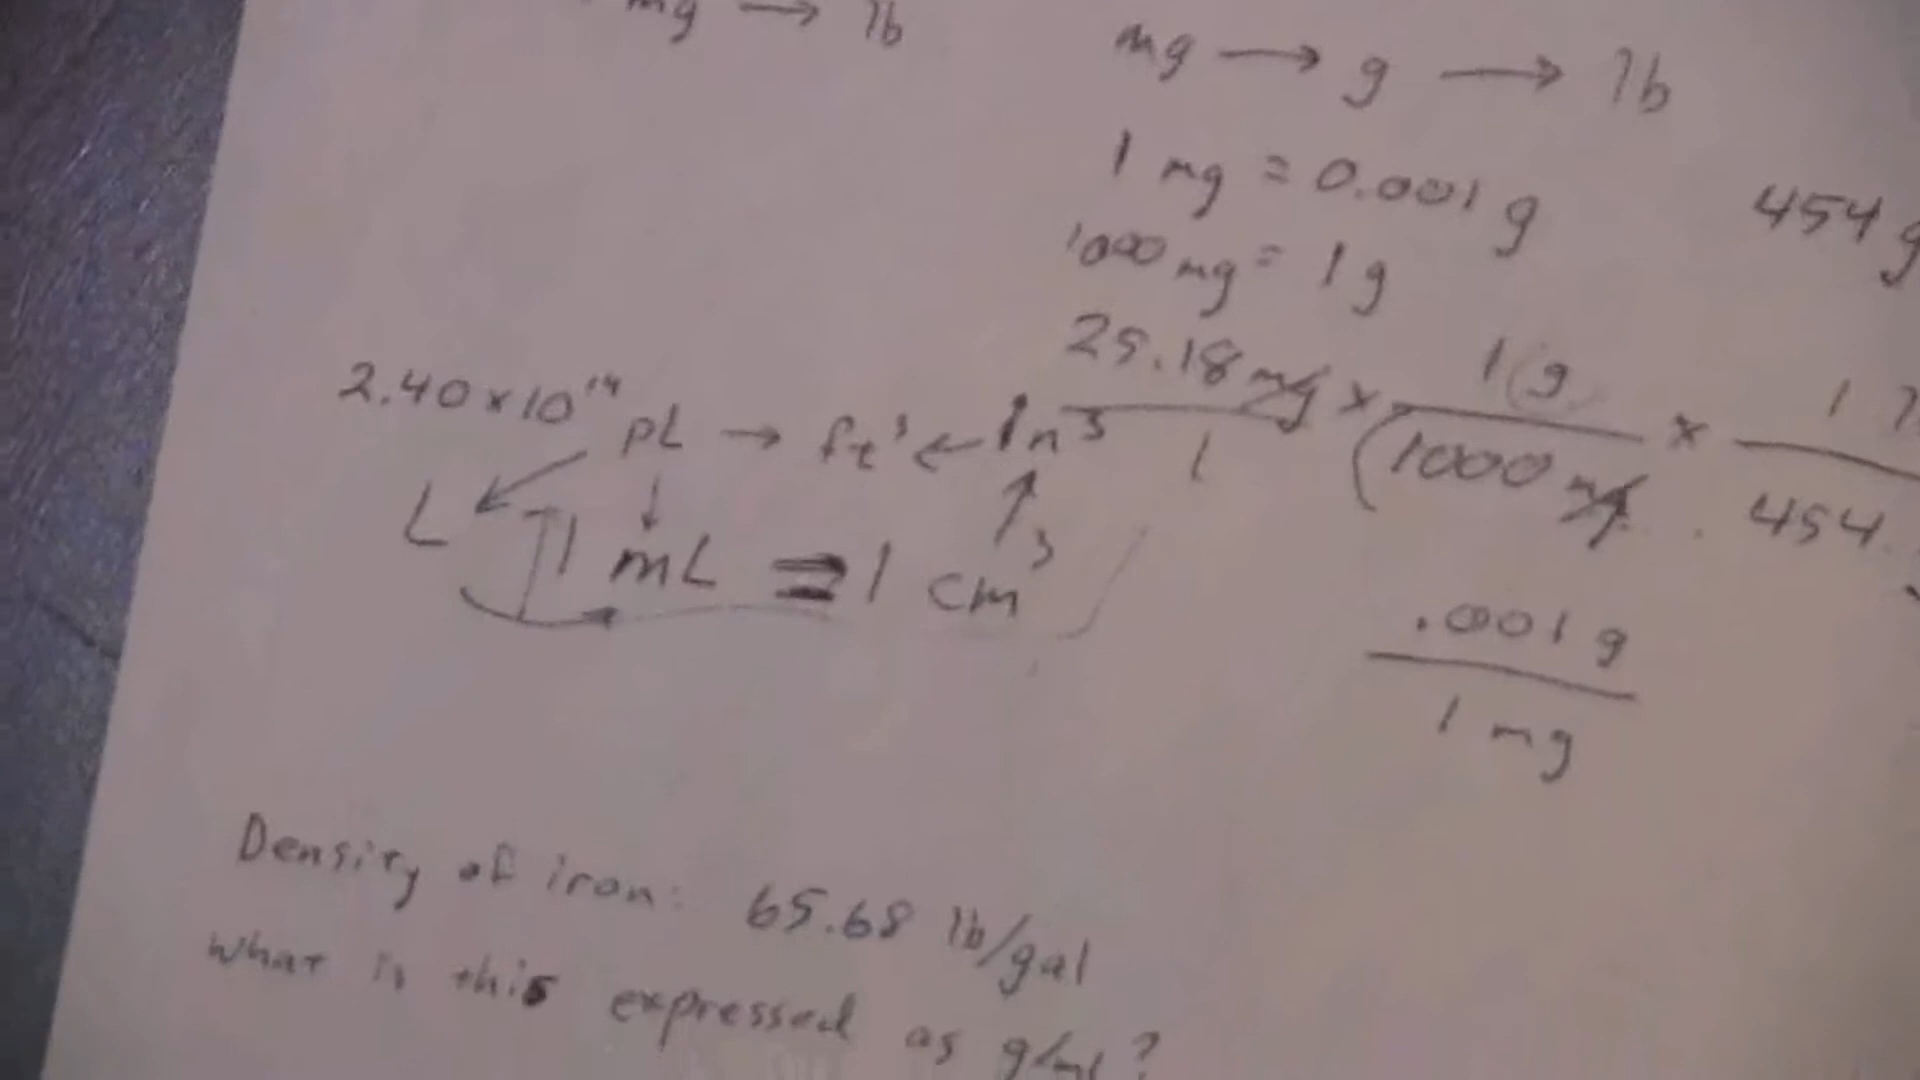 mg → lb
mg → g → lb
1 mg = 0.001 g
454 g
1000 mg = 1 g
25.18 mg × 1 g × 1
1 1000 mg 454
2.40 × 10¹⁴ pL → ft³ ← in³
L 1 mL ≡ 1 cm³
.001 g
1 mg
Density of iron: 65.68 lb/gal
What is this expressed as g/mL?